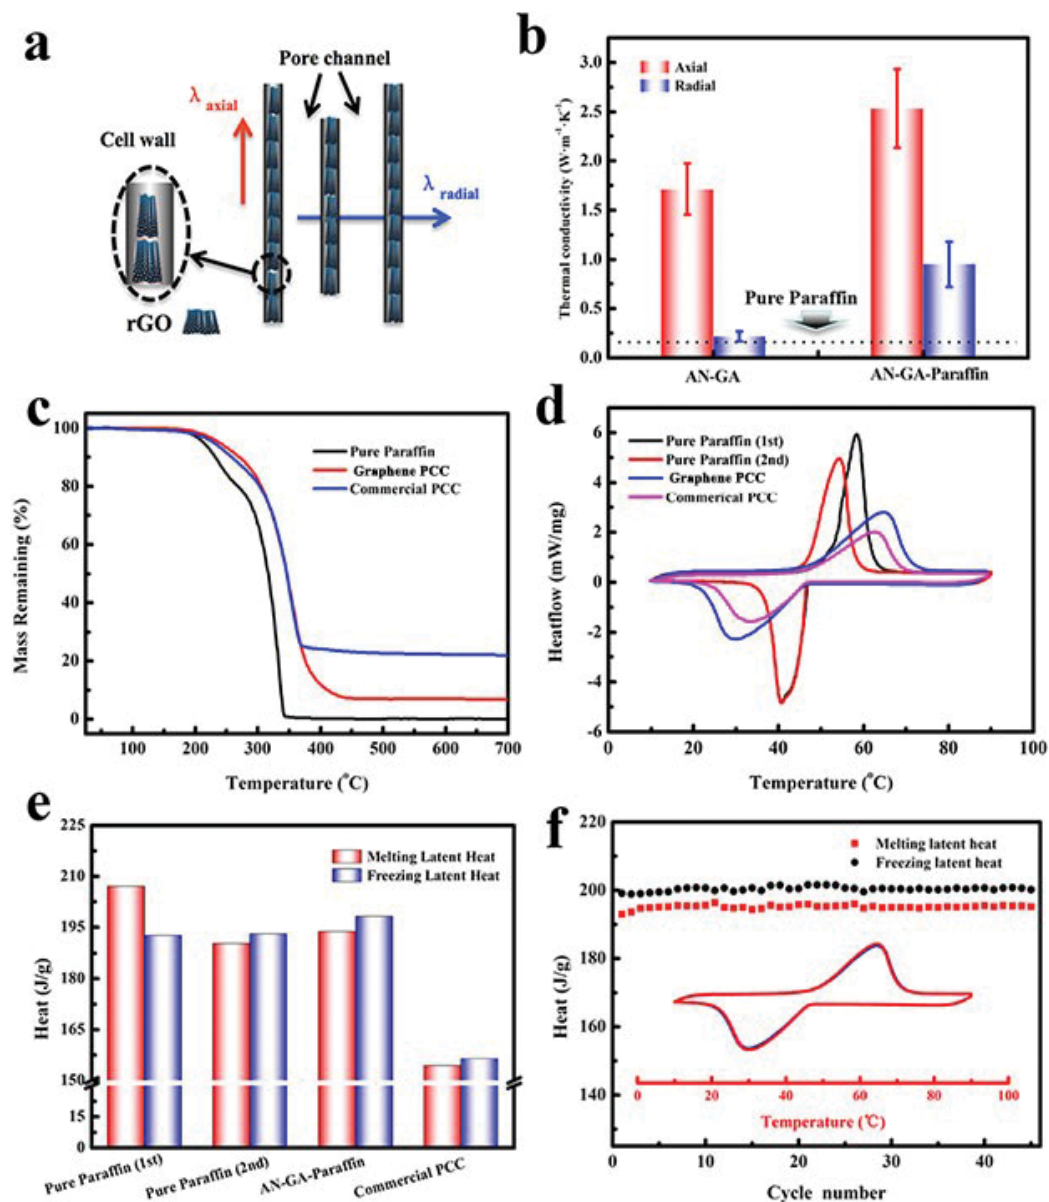 a
Pore channel
λ axial
Cell wall
λ radial
rGO
b
Axial
Radial
Thermal conductivity (W·m⁻¹·K⁻¹)
3.0
2.5
2.0
1.5
1.0
0.5
0.0
Pure Paraffin
AN-GA
AN-GA-Paraffin
c
Mass Remaining (%)
100
80
60
40
20
0
Pure Paraffin
Graphene PCC
Commercial PCC
100 200 300 400 500 600 700
Temperature (°C)
d
Heatflow (mW/mg)
6
4
2
0
-2
-4
-6
Pure Paraffin (1st)
Pure Paraffin (2nd)
Graphene PCC
Commerical PCC
0 20 40 60 80 100
Temperature (°C)
e
Heat (J/g)
225
210
195
180
165
150
15
0
Melting Latent Heat
Freezing Latent Heat
Pure Paraffin (1st)
Pure Paraffin (2nd)
AN-GA-Paraffin
Commercial PCC
f
Heat (J/g)
220
200
180
160
140
Melting latent heat
Freezing latent heat
0 20 40 60 80 100
Temperature (℃)
0 10 20 30 40
Cycle number